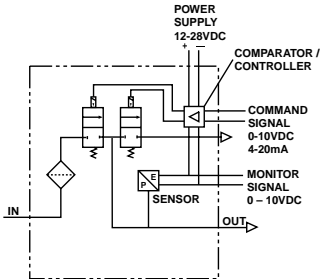 POWER
SUPPLY
12-28VDC
+ —
COMPARATOR /
CONTROLLER
COMMAND
SIGNAL
0-10VDC
4-20mA
E
P
SENSOR
MONITOR
SIGNAL
0 – 10VDC
IN
OUT